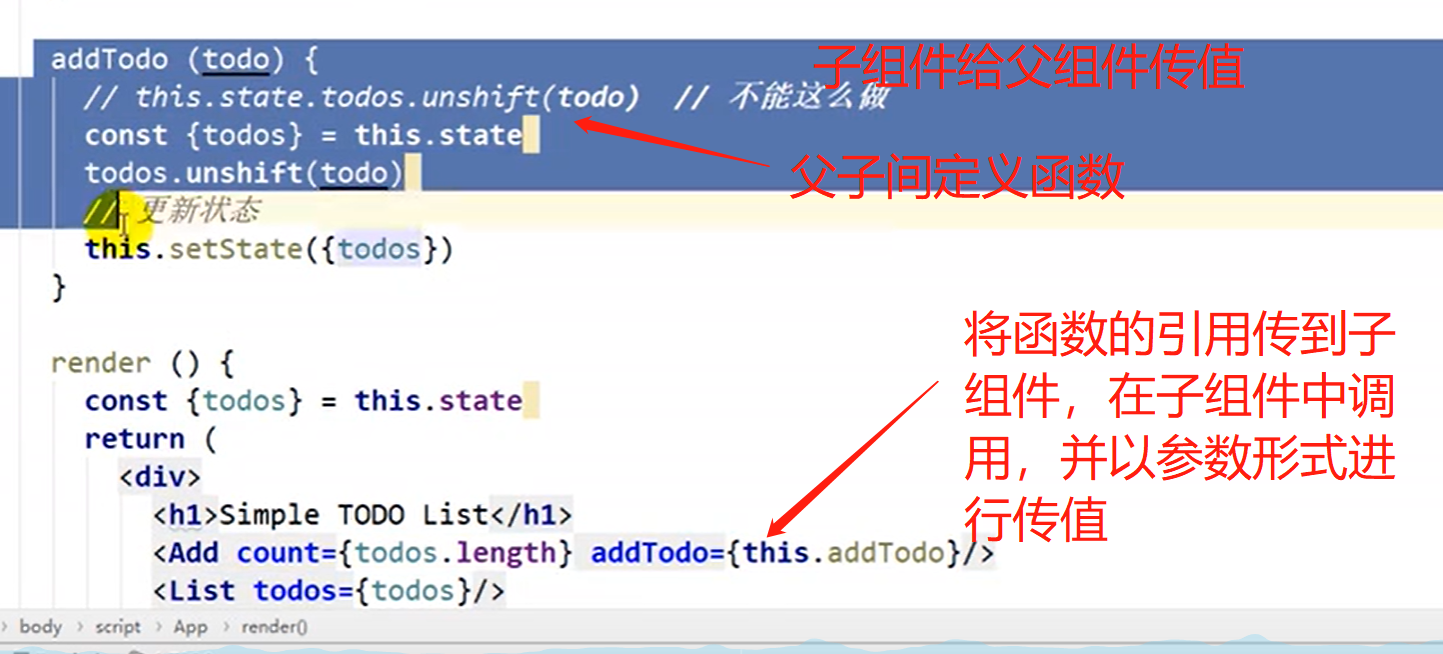 addTodo (todo) {
子组件给父组件传值
// this.state.todos.unshift(todo) // 不能这么做
const {todos} = this.state
todos.unshift(todo)
父子间定义函数
// 更新状态
this.setState({todos})
}
render () {
const {todos} = this.state
return (
<div>
<h1>Simple TODO List</h1>
<Add count={todos.length} addTodo={this.addTodo}/>
<List todos={todos}/>
将函数的引用传到子
组件，在子组件中调
用，并以参数形式进
行传值
body › script › App › render()